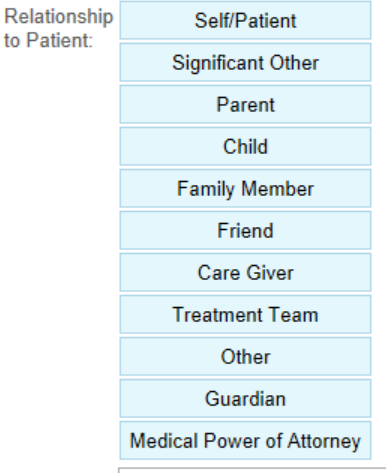 Relationship
to Patient:
Self/Patient
Significant Other
Parent
Child
Family Member
Friend
Care Giver
Treatment Team
Other
Guardian
Medical Power of Attorney